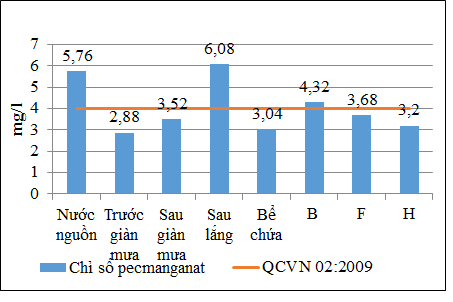 7
6
5
4
3
2
1
0
mg/l
5,76
2,88
3,52
6,08
3,04
4,32
3,68
3,2
Nước nguồn
Trước giàn mưa
Sau giàn mưa
Sau lắng
Bể chứa
B
F
H
Chỉ số pecmanganat
QCVN 02:2009